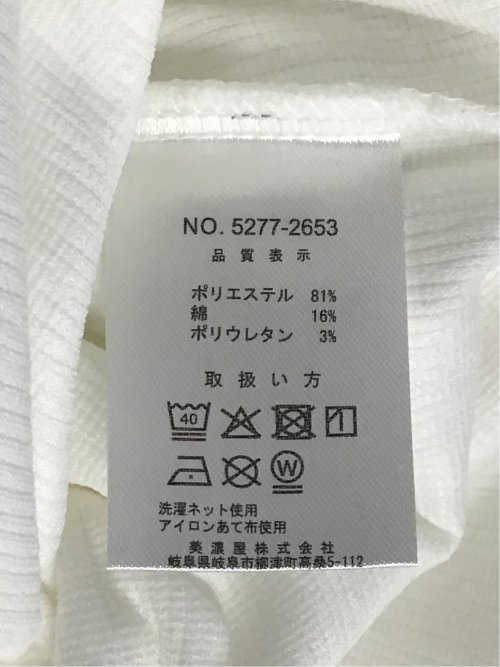 NO. 5277-2653
品質表示
ポリエステル 81%
綿 16%
ポリウレタン 3%
取扱い方
40
W
洗濯ネット使用
アイロンあて布使用
美濃屋株式会社
岐阜県岐阜市柳津町高桑5-112